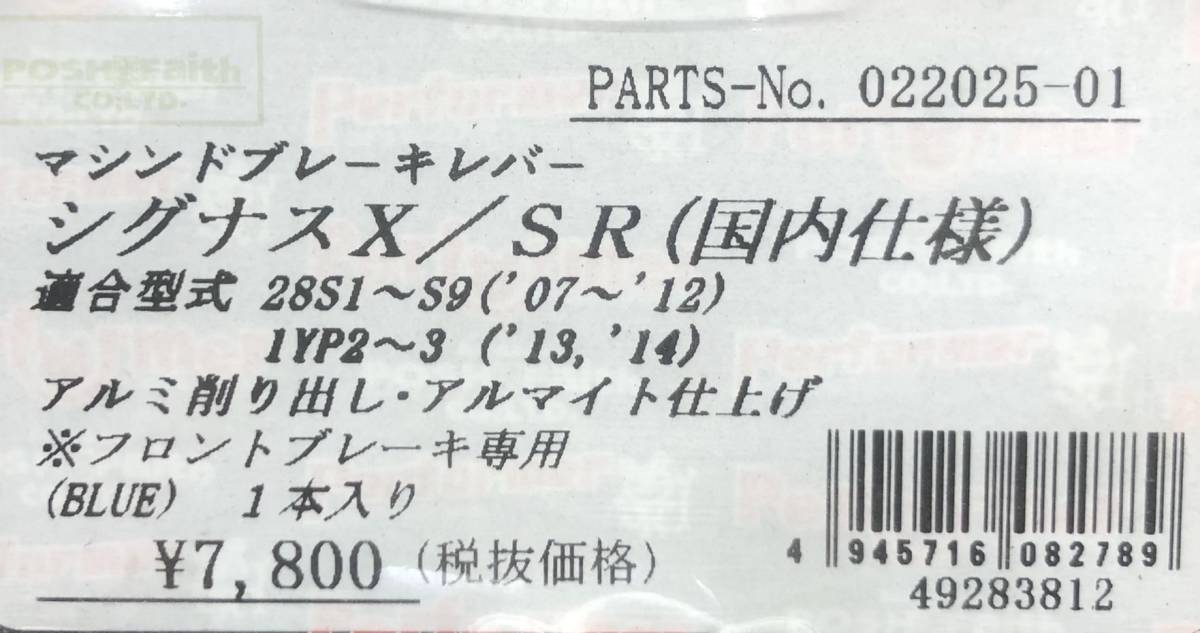 POSH Faith
CO.LTD.
PARTS-No. 022025-01
マシンドブレーキレバー
シグナスX／SR(国内仕様)
適合型式 28S1～S9('07～'12)
1YP2～3 ('13,'14)
アルミ削り出し・アルマイト仕上げ
※フロントブレーキ専用
(BLUE) 1本入り
¥7,800(税抜価格)
4 945716 082789
49283812